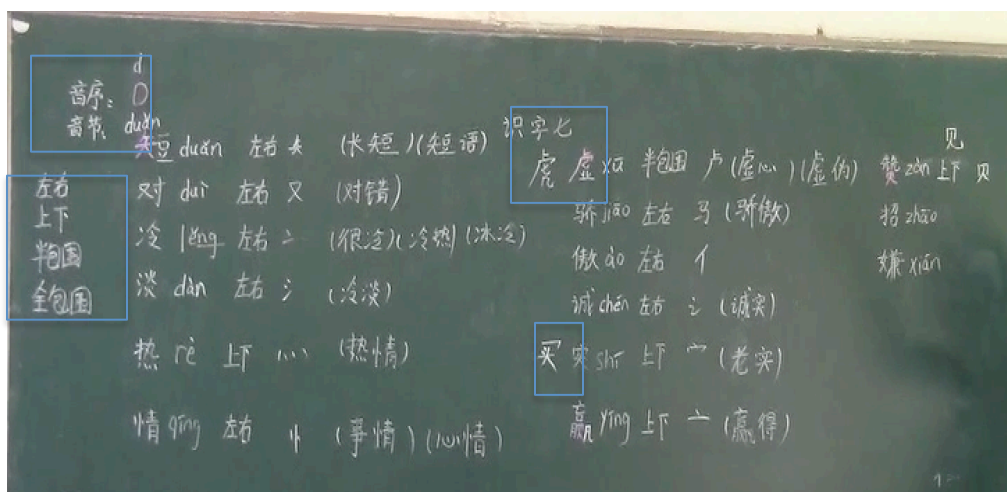 d
音序: D
音节: duǎn
左右
上下
半包围
全包围
短 duǎn 左右 矢 (长短)(短语)
对 duì 左右 又 (对错)
冷 lěng 左右 冫 (很冷)(冷热)(冰冷)
淡 dàn 左右 氵 (冷淡)
热 rè 上下 灬 (热情)
情 qíng 左右 忄 (事情)(心情)
识字七
虎 虚 xū 半包围 卢 (虚心)(虚伪)
骄 jiāo 左右 马 (骄傲)
傲 ào 左右 亻
诚 chén 左右 讠 (诚实)
买 实 shí 上下 宀 (老实)
赢 yíng 上下 亠 (赢得)
见
赞 zàn 上下 贝
招 zhāo
嫌 xián